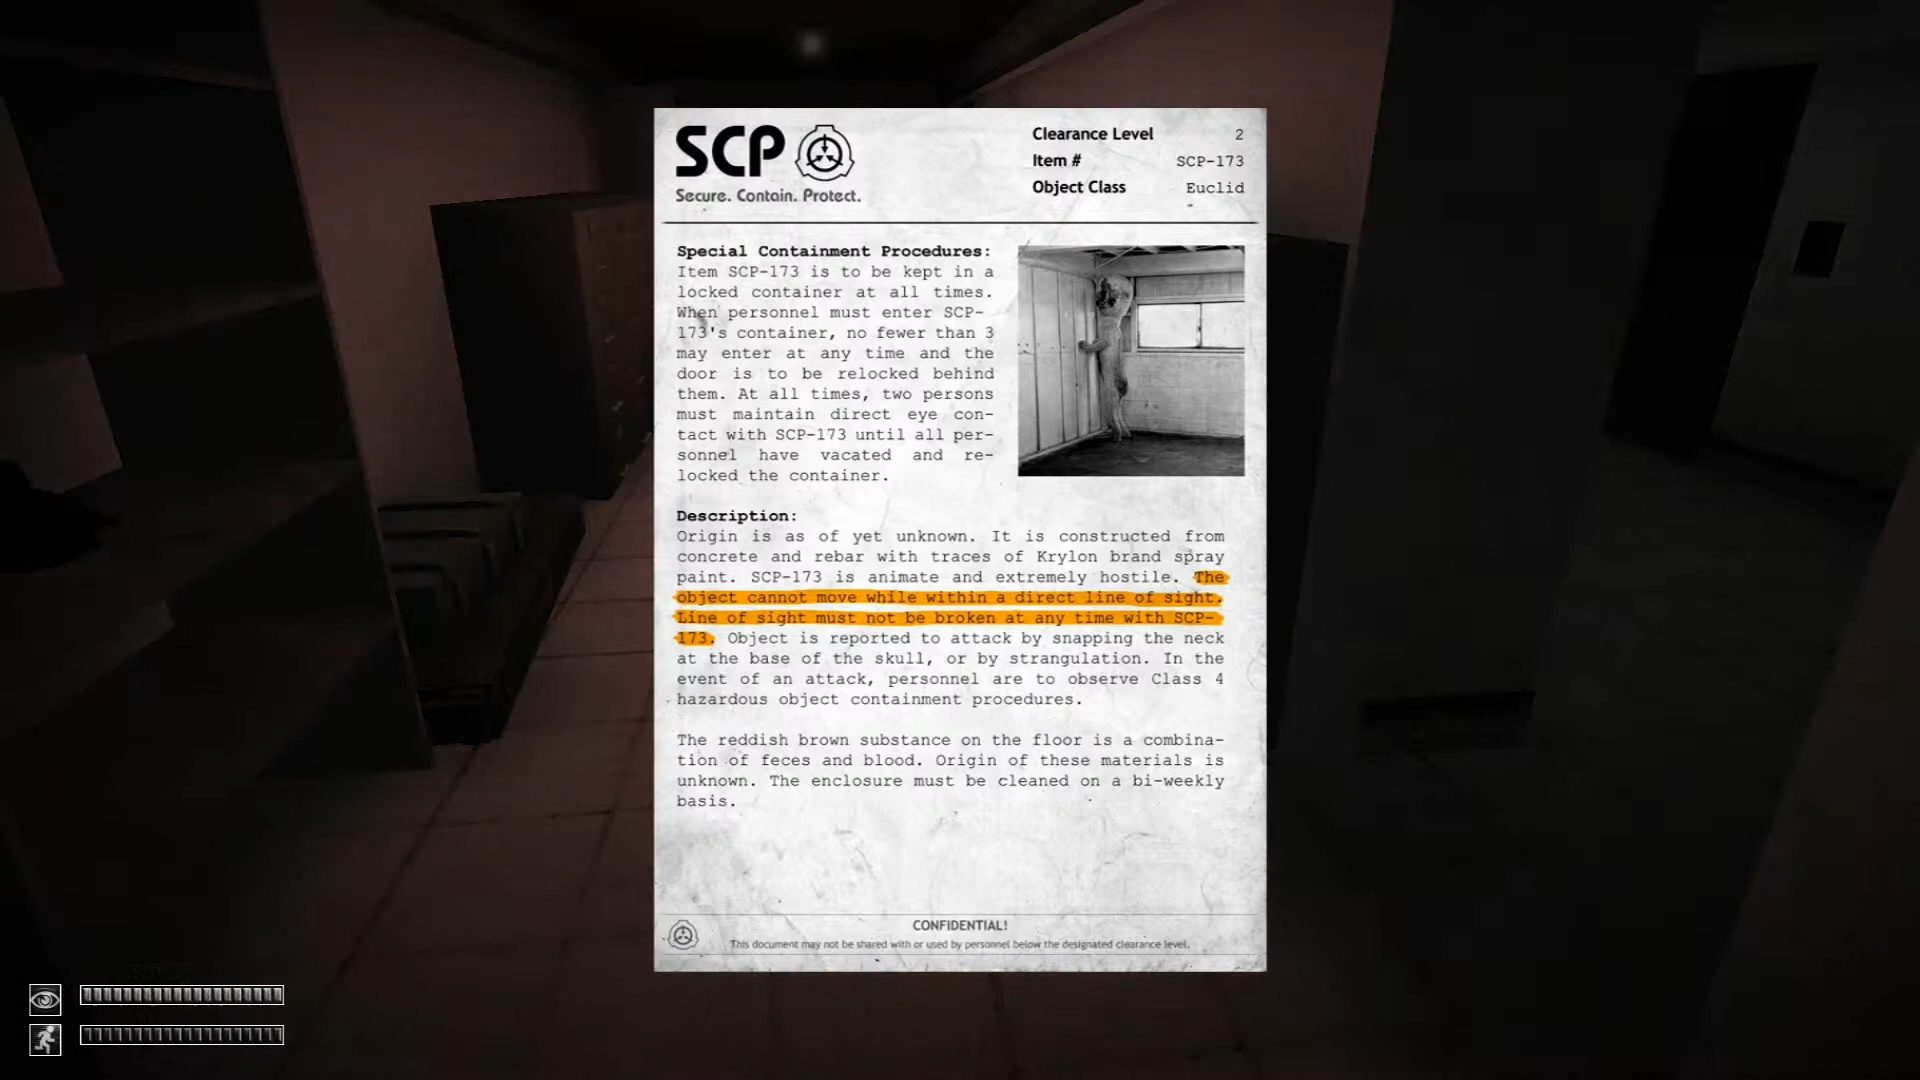 SCP
Secure. Contain. Protect.
Clearance Level 2
Item # SCP-173
Object Class Euclid
Special Containment Procedures:
Item SCP-173 is to be kept in a
locked container at all times.
When personnel must enter SCP-
173's container, no fewer than 3
may enter at any time and the
door is to be relocked behind
them. At all times, two persons
must maintain direct eye con-
tact with SCP-173 until all per-
sonnel have vacated and re-
locked the container.
Description:
Origin is as of yet unknown. It is constructed from
concrete and rebar with traces of Krylon brand spray
paint. SCP-173 is animate and extremely hostile. The
object cannot move while within a direct line of sight.
Line of sight must not be broken at any time with SCP-
173. Object is reported to attack by snapping the neck
at the base of the skull, or by strangulation. In the
event of an attack, personnel are to observe Class 4
hazardous object containment procedures.
The reddish brown substance on the floor is a combina-
tion of feces and blood. Origin of these materials is
unknown. The enclosure must be cleaned on a bi-weekly
basis.
CONFIDENTIAL!
This document may not be shared with or used by personnel below the designated clearance level.